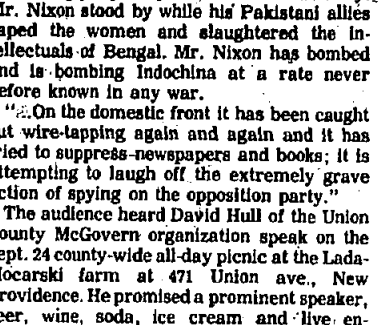 Mr. Nixon stood by while his Pakistani allies
aped the women and slaughtered the in-
ellectuals of Bengal. Mr. Nixon has bombed
nd is bombing Indochina at a rate never
efore known in any war.
"On the domestic front it has been caught
ut wire-tapping again and again and it has
ried to suppress newspapers and books; it is
ttempting to laugh off the extremely grave
ction of spying on the opposition party."
The audience heard David Hull of the Union
ounty McGovern organization speak on the
ept. 24 county-wide all-day picnic at the Lada-
ocarski farm at 471 Union ave., New
rovidence. He promised a prominent speaker,
eer, wine, soda, ice cream and live en-